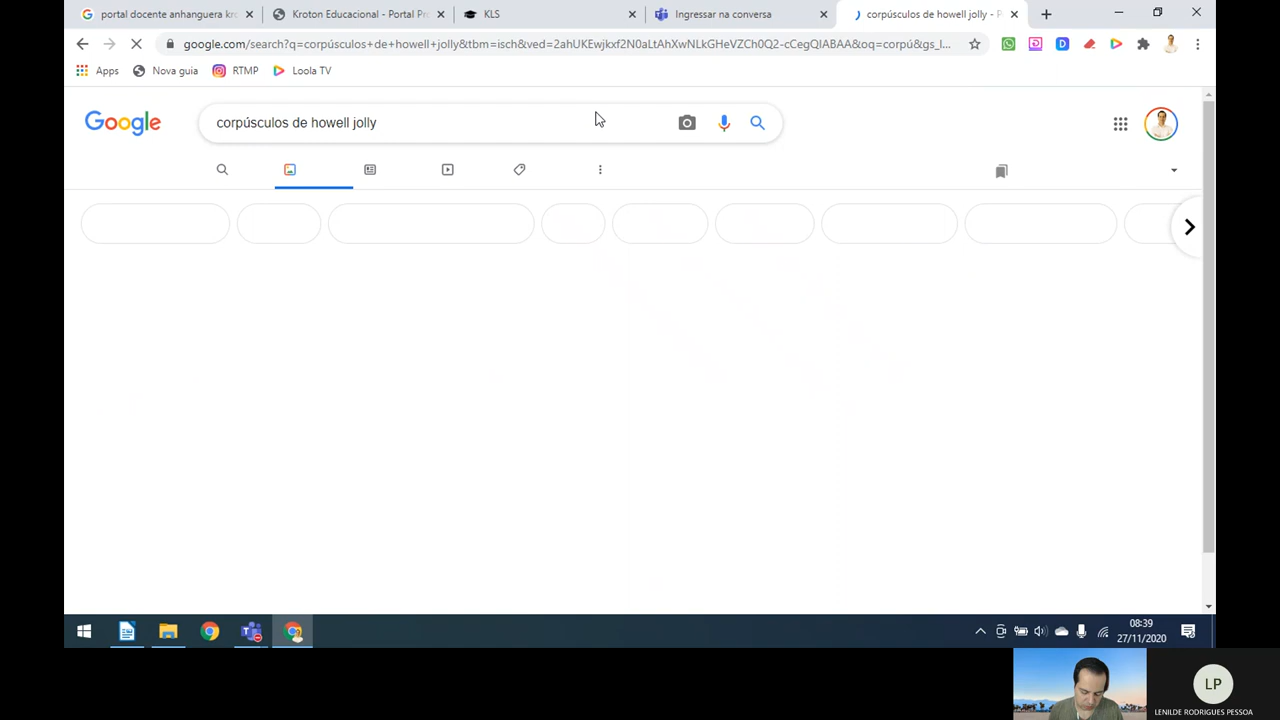 portal docente anhanguera kro
Kroton Educacional - Portal Pro
KLS
Ingressar na conversa
corpúsculos de howell jolly - P
google.com/search?q=corpúsculos+de+howell+jolly&tbm=isch&ved=2ahUKEwjkxf2N0aLtAhXwNLkGHeVZCh0Q2-cCegQIABAA&oq=corpú&gs_l...
Apps
Nova guia
RTMP
Loola TV
Google
corpúsculos de howell jolly
08:39
27/11/2020
LP
LENILDE RODRIGUES PESSOA